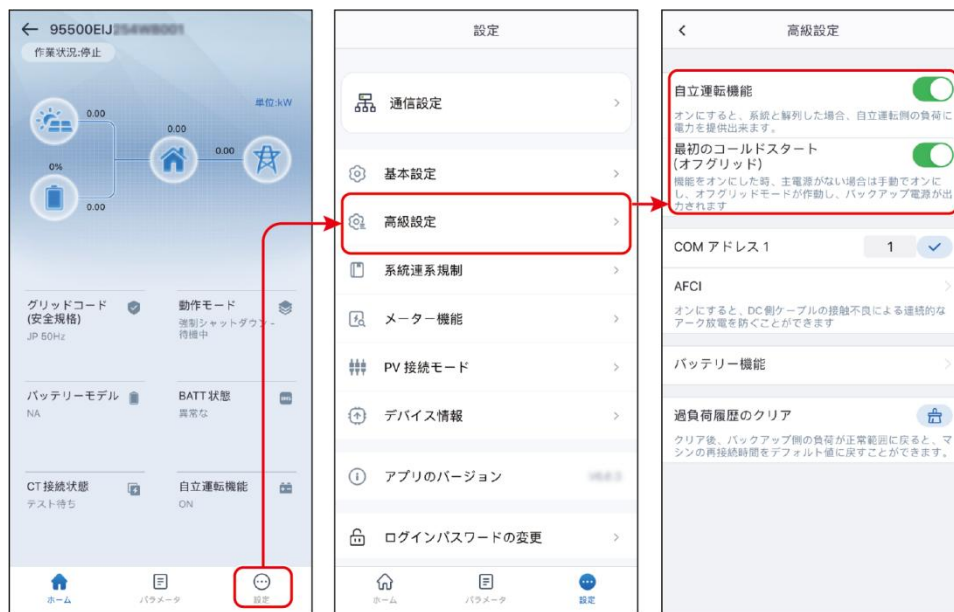 95500EIJ
作業状況:停止
単位:kW
0.00
0.00
0.00
0%
0.00
グリッドコード
(安全規格)
JP 50Hz
動作モード
強制シャットダウン -
待機中
バッテリーモデル
NA
BATT 状態
異常な
CT 接続状態
テスト待ち
自立運転機能
ON
ホーム
パラメータ
設定
設定
通信設定
基本設定
高級設定
系統連系規制
メーター機能
PV 接続モード
デバイス情報
アプリのバージョン
ログインパスワードの変更
ホーム
パラメータ
設定
高級設定
自立運転機能
オンにすると、系統と解列した場合、自立運転側の負荷に
電力を提供出来ます。
最初のコールドスタート
(オフグリッド)
機能をオンにした時、主電源がない場合は手動でオンに
し、オフグリッドモードが作動し、バックアップ電源が出
力されます
COM アドレス 1
1
AFCI
オンにすると、DC 側ケーブルの接触不良による連続的な
アーク放電を防ぐことができます
バッテリー機能
過負荷履歴のクリア
クリア後、バックアップ側の負荷が正常範囲に戻ると、マ
シンの再接続時間をデフォルト値に戻すことができます。